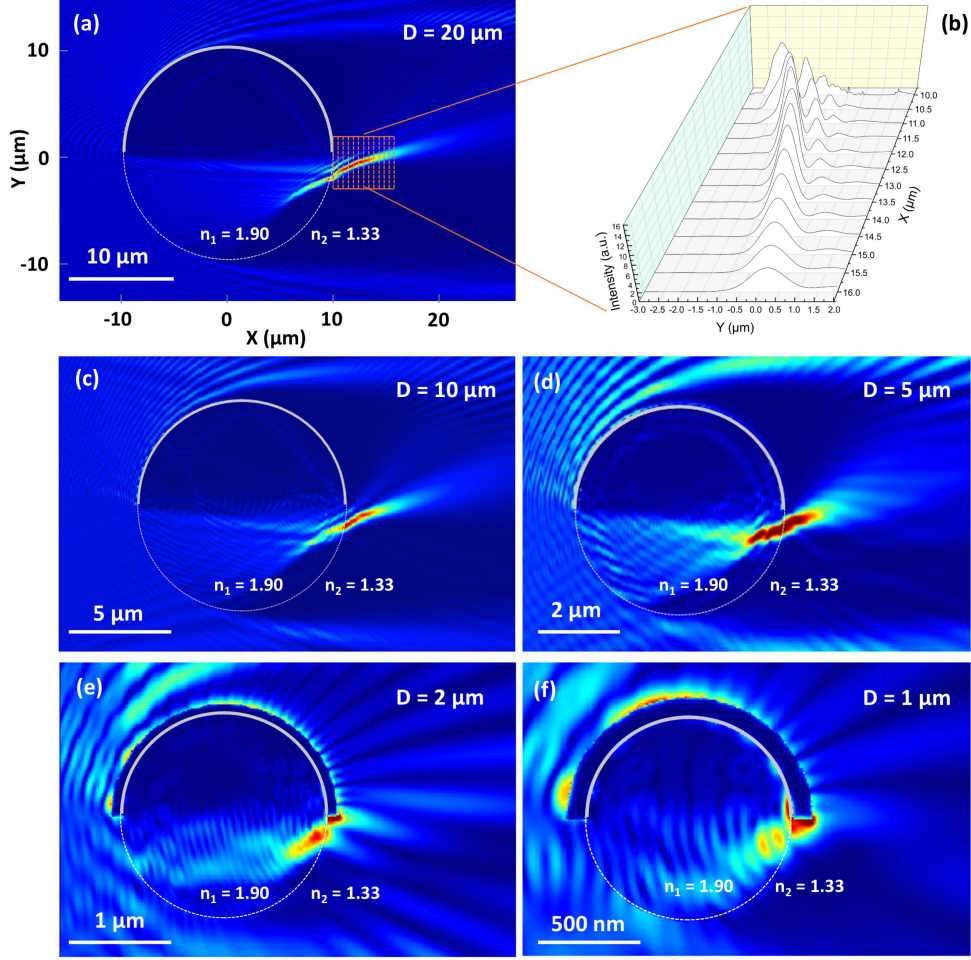 (a)
D = 20 µm
10
0
-10
Y (µm)
n₁ = 1.90
n₂ = 1.33
10 µm
-10
0
10
20
X (µm)
(b)
16
14
12
10
8
6
4
2
0
Intensity (a.u.)
-3.0
-2.5
-2.0
-1.5
-1.0
-0.5
0.0
0.5
1.0
1.5
2.0
Y (µm)
10.0
10.5
11.0
11.5
12.0
12.5
13.0
13.5
14.0
15.0
15.5
16.0
X (µm)
(c)
D = 10 µm
n₁ = 1.90
n₂ = 1.33
5 µm
(d)
D = 5 µm
n₁ = 1.90
n₂ = 1.33
2 µm
(e)
D = 2 µm
n₁ = 1.90
n₂ = 1.33
1 µm
(f)
D = 1 µm
n₁ = 1.90
n₂ = 1.33
500 nm